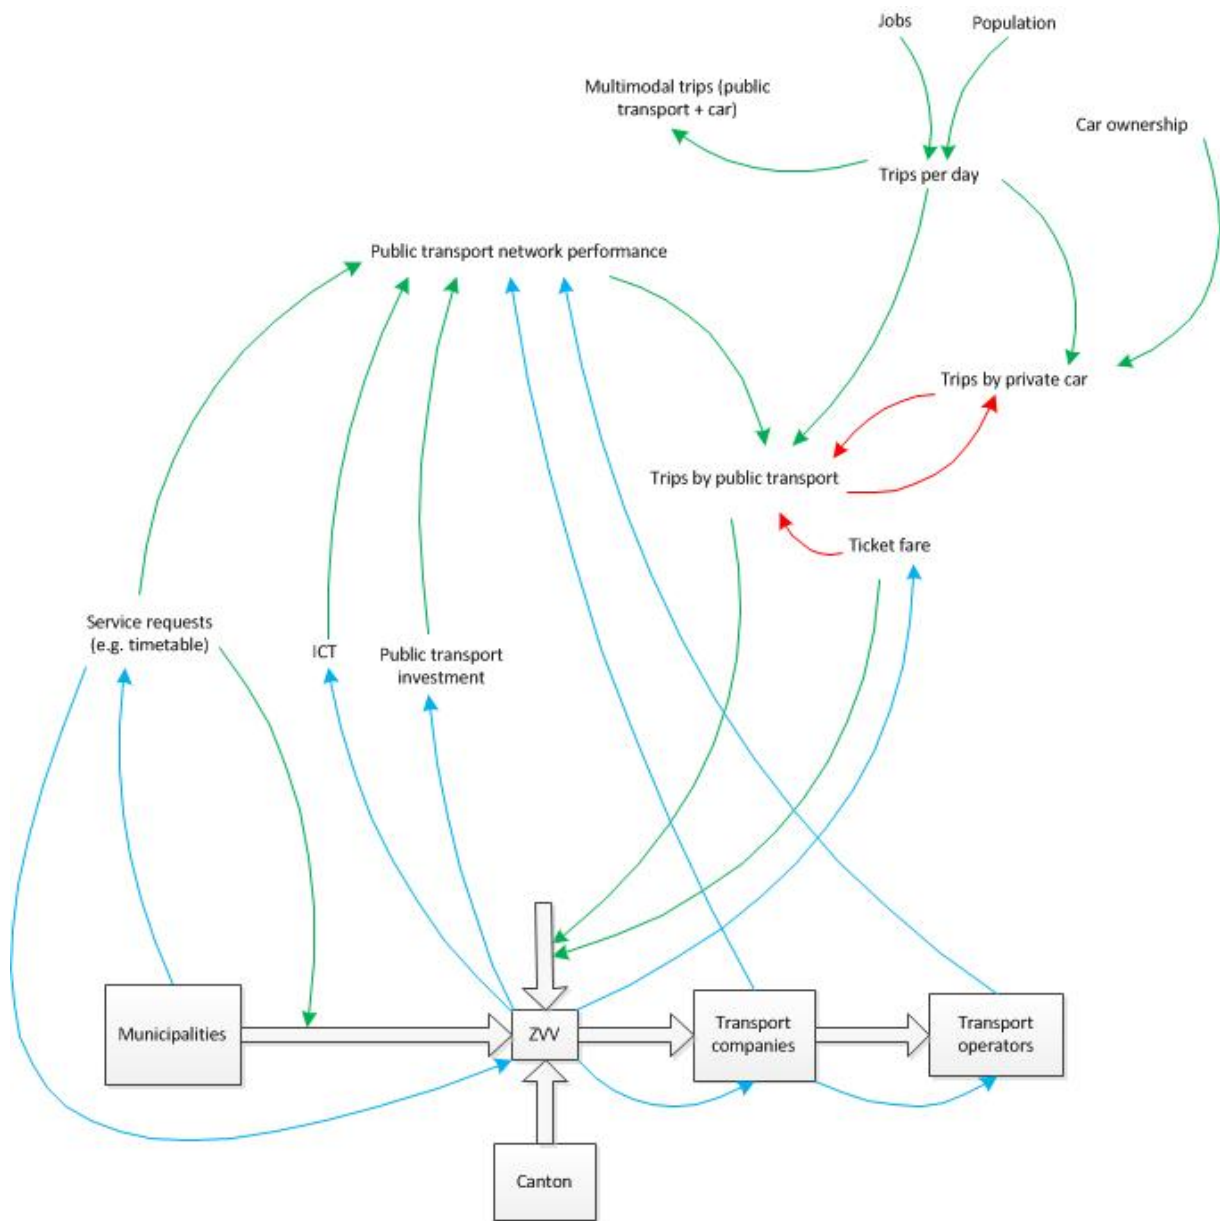 Jobs
Population
Multimodal trips (public
transport + car)
Car ownership
Trips per day
Public transport network performance
Trips by private car
Trips by public transport
Ticket fare
Service requests
(e.g. timetable)
ICT
Public transport
investment
Municipalities
ZVV
Transport
companies
Transport
operators
Canton